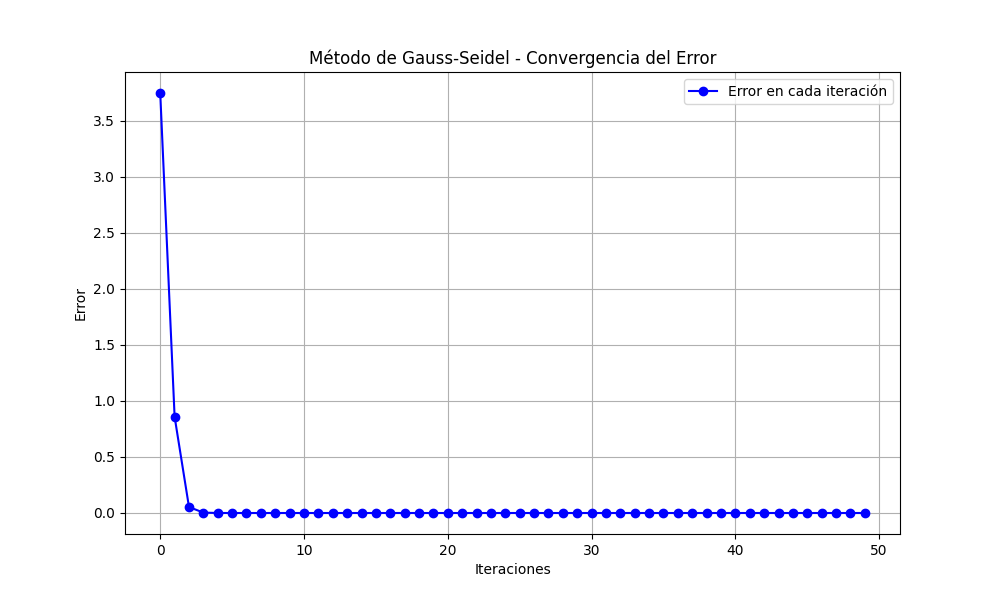 Método de Gauss-Seidel - Convergencia del Error
Error en cada iteración
Error
3.5
3.0
2.5
2.0
1.5
1.0
0.5
0.0
0 10 20 30 40 50
Iteraciones